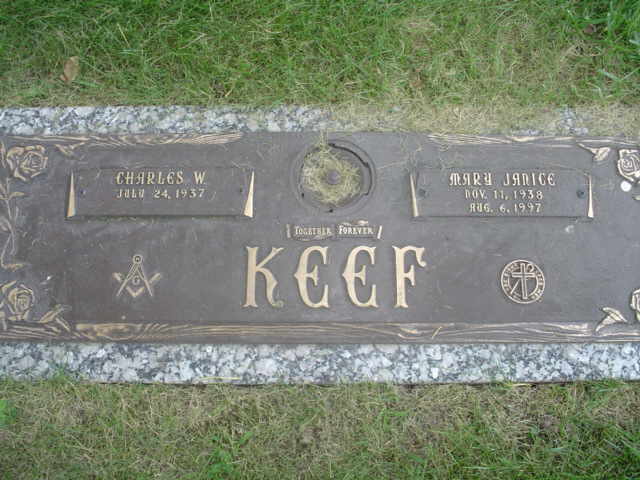 CHARLES W.
JULY 24, 1937
MARY JANICE
NOV. 11, 1938
AUG. 6, 1997
TOGETHER FOREVER
KEEF
G